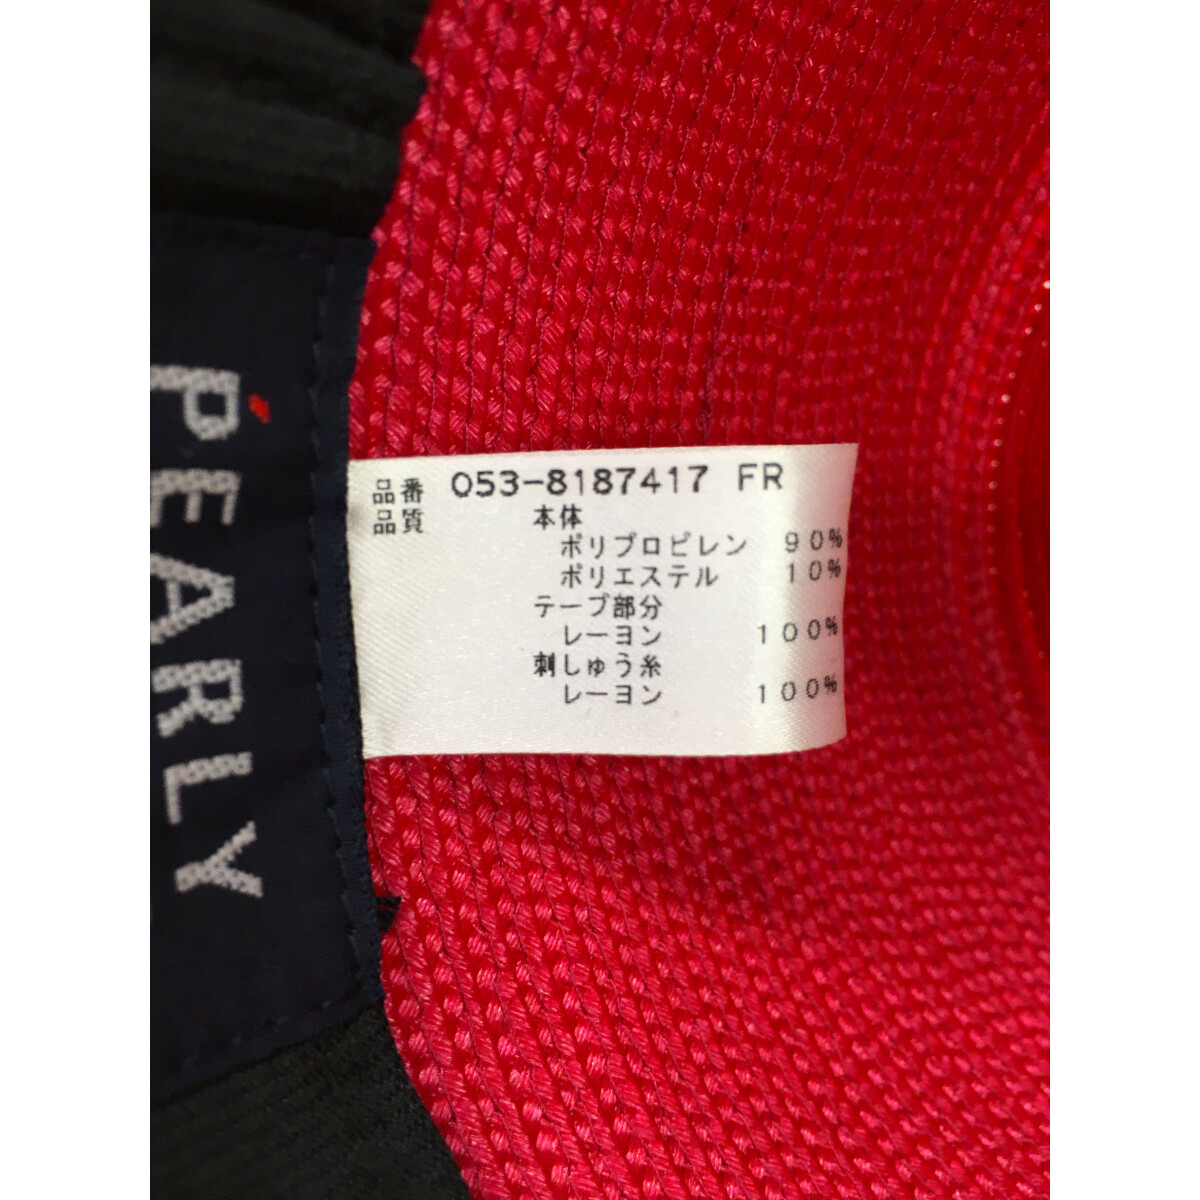 PEARLY
品番 053-8187417 FR
品質 本体
ポリプロピレン 90%
ポリエステル 10%
テープ部分
レーヨン 100%
刺しゅう糸
レーヨン 100%